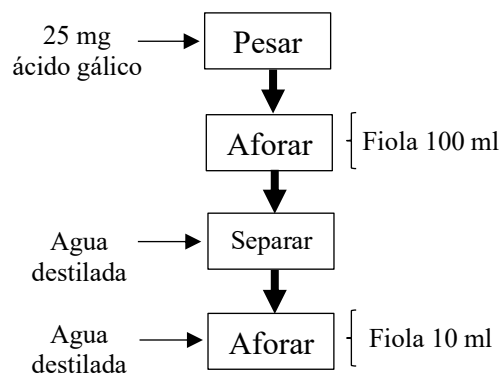 25 mg
ácido gálico
Pesar
Aforar
Fiola 100 ml
Agua
destilada
Separar
Agua
destilada
Aforar
Fiola 10 ml